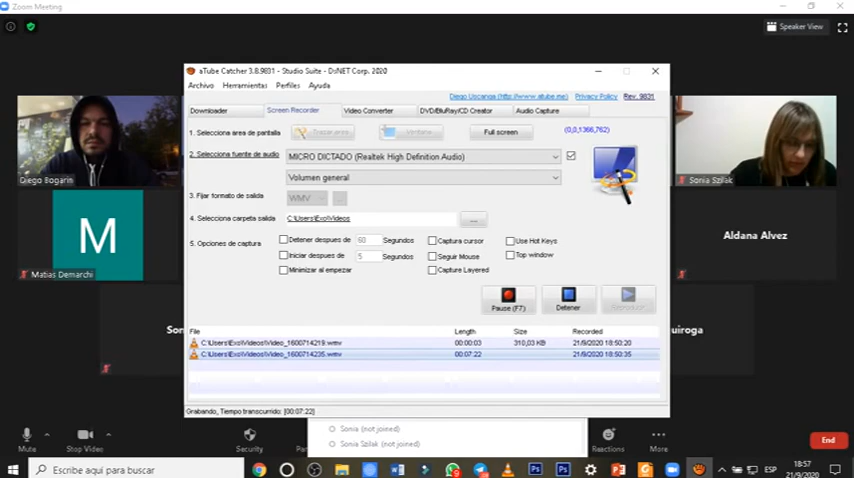 Zoom Meeting
Speaker View
aTube Catcher 3.8.9831 - Studio Suite - DsNET Corp. 2020
Archivo Herramientas Perfiles Ayuda
Diego Uscanga (http://www.atube.me) Privacy Policy Rev. 9831
Downloader Screen Recorder Video Converter DVD/BluRay/CD Creator Audio Capture
1. Selecciona area de pantalla Trazar area Ventana Full screen (0,0,1366,762)
2. Selecciona fuente de audio MICRO DICTADO (Realtek High Definition Audio)
Volumen general
3. Fijar formato de salida WMV ...
4. Selecciona carpeta salida C:\Users\Exo\Videos ...
5. Opciones de captura Detener despues de 60 Segundos Captura cursor Use Hot Keys
Iniciar despues de 5 Segundos Seguir Mouse Top window
Minimizar al empezar Capture Layered
Pause (F7) Detener Reproducir
File Length Size Recorded
C:\Users\Exo\Videos\Video_1600714219.wmv 00:00:03 310,03 KB 21/9/2020 18:50:20
C:\Users\Exo\Videos\Video_1600714235.wmv 00:07:22 21/9/2020 18:50:35
Grabando, Tiempo transcurrido: [00:07:22]
Diego Bogarin
Sonia Szilak
M
Matias Demarchi
Aldana Alvez
Son
uiroga
Sonia (not joined)
Sonia Szilak (not joined)
Mute Stop Video Security Par Reactions More End
Escribe aquí para buscar
ESP
18:57
21/9/2020